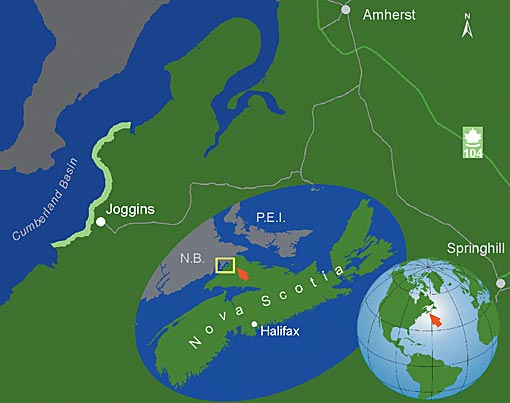 Amherst
N
104
Cumberland Basin
Joggins
P.E.I.
N.B.
Springhill
Nova Scotia
Halifax